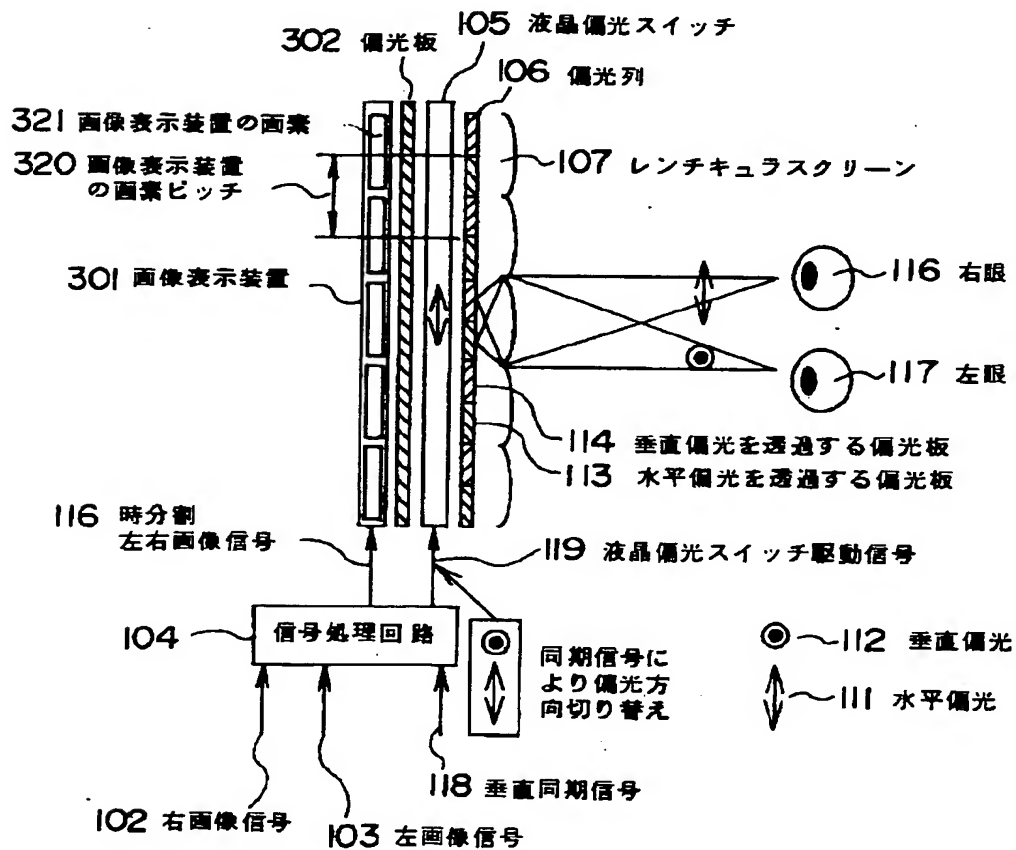 105 液晶偏光スイッチ
302 偏光板
106 偏光列
321 画像表示装置の画素
107 レンチキュラスクリーン
320 画像表示装置
の画素ピッチ
301 画像表示装置
116 右眼
117 左眼
114 垂直偏光を透過する偏光板
113 水平偏光を透過する偏光板
116 時分割
左右画像信号
119 液晶偏光スイッチ駆動信号
104 信号処理回路
同期信号に
より偏光方
向切り替え
112 垂直偏光
111 水平偏光
118 垂直同期信号
102 右画像信号
103 左画像信号